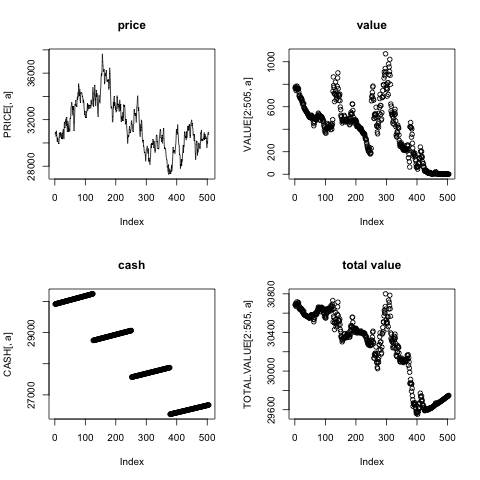 price
PRICE[, a]
28000 30000 32000 36000
0 100 200 300 400 500
Index
value
VALUE[2:505, a]
0 200 400 600 1000
0 100 200 300 400 500
Index
cash
CASH[, a]
27000 29000
0 100 200 300 400 500
Index
total value
TOTAL.VALUE[2:505, a]
29600 30000 30400 30800
0 100 200 300 400 500
Index